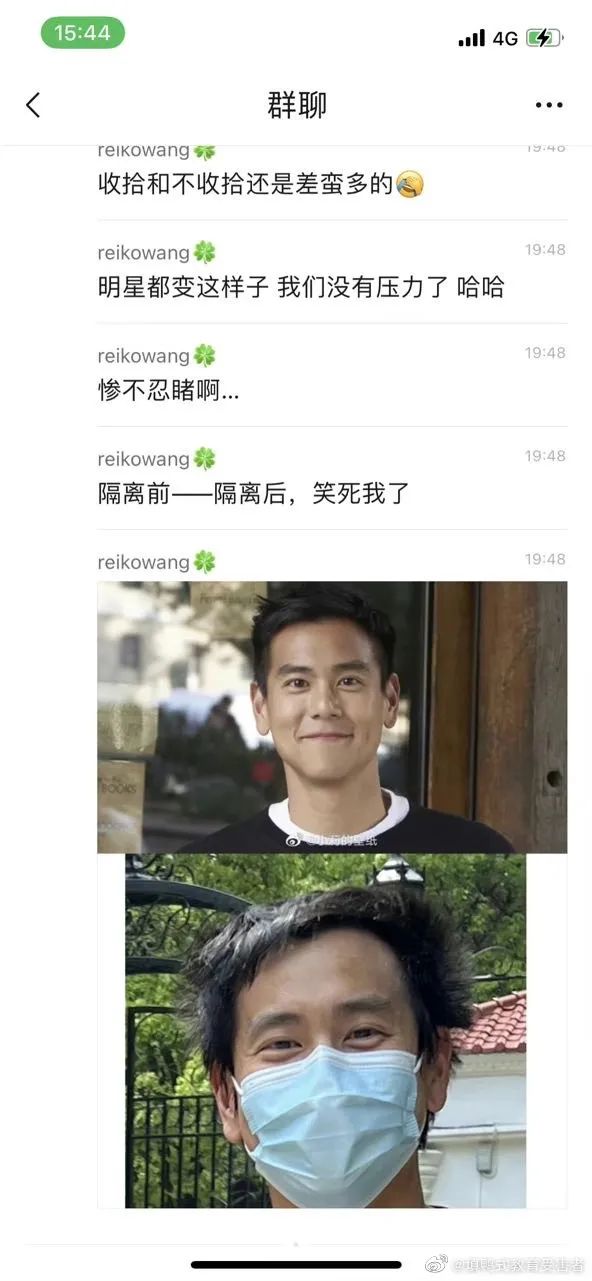 15:44
4G
群聊
reikowang🍀
19:48
收拾和不收拾还是差蛮多的🤣
reikowang🍀
19:48
明星都变这样子 我们没有压力了 哈哈
reikowang🍀
19:48
惨不忍睹啊...
reikowang🍀
19:48
隔离前——隔离后，笑死我了
reikowang🍀
19:48
BOOKS
BOOKS
的壁纸
@填鸭式教育受害者